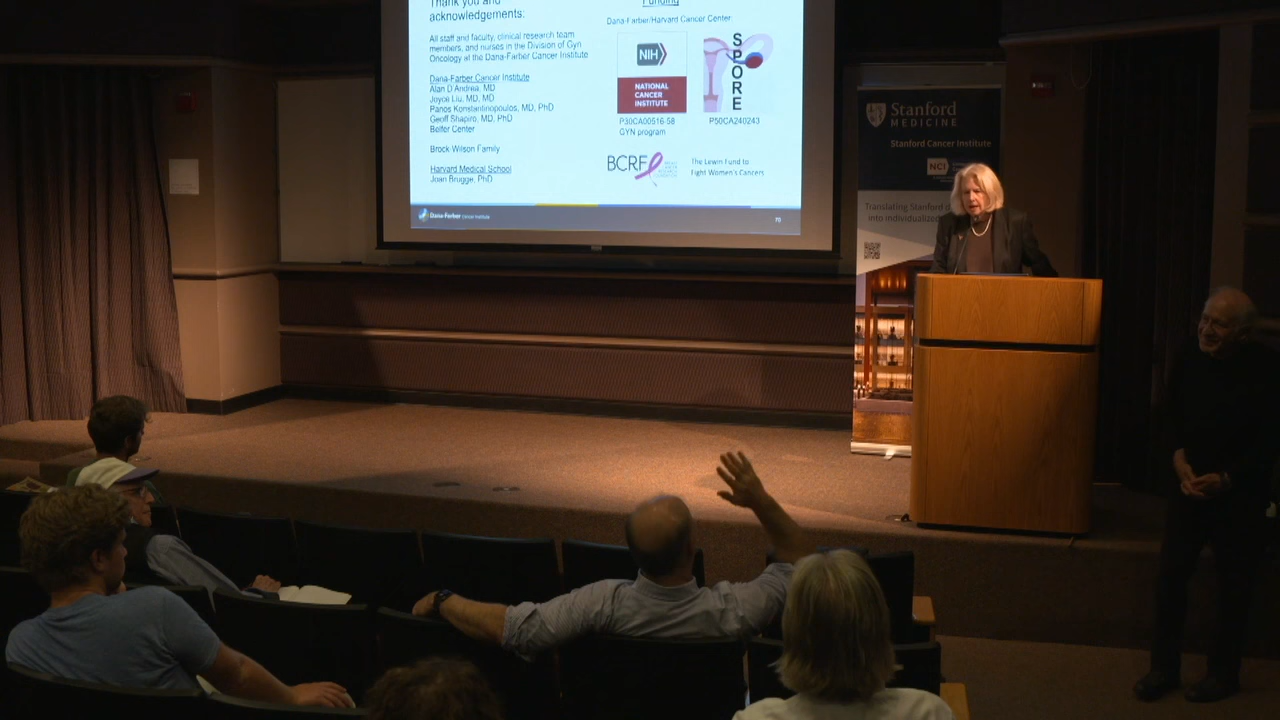 Thank you and
acknowledgements:
All staff and faculty, clinical research team
members, and nurses in the Division of Gyn
Oncology at the Dana-Farber Cancer Institute
Dana-Farber Cancer Institute
Alan D'Andrea, MD
Joyce Liu, MD, MD
Panos Konstantinopoulos, MD, PhD
Geoff Shapiro, MD, PhD
Belfer Center
Brock-Wilson Family
Harvard Medical School
Joan Brugge, PhD
Funding
Dana-Farber/Harvard Cancer Center
NIH
NATIONAL
CANCER
INSTITUTE
SPORE
P30CA00516-58
GYN program
P50CA240243
BCRF
The Lewin Fund to
Fight Women's Cancers
Dana-Farber Cancer Institute
70
Stanford
MEDICINE
Stanford Cancer Institute
NCI
Translating Stanford
into individualized